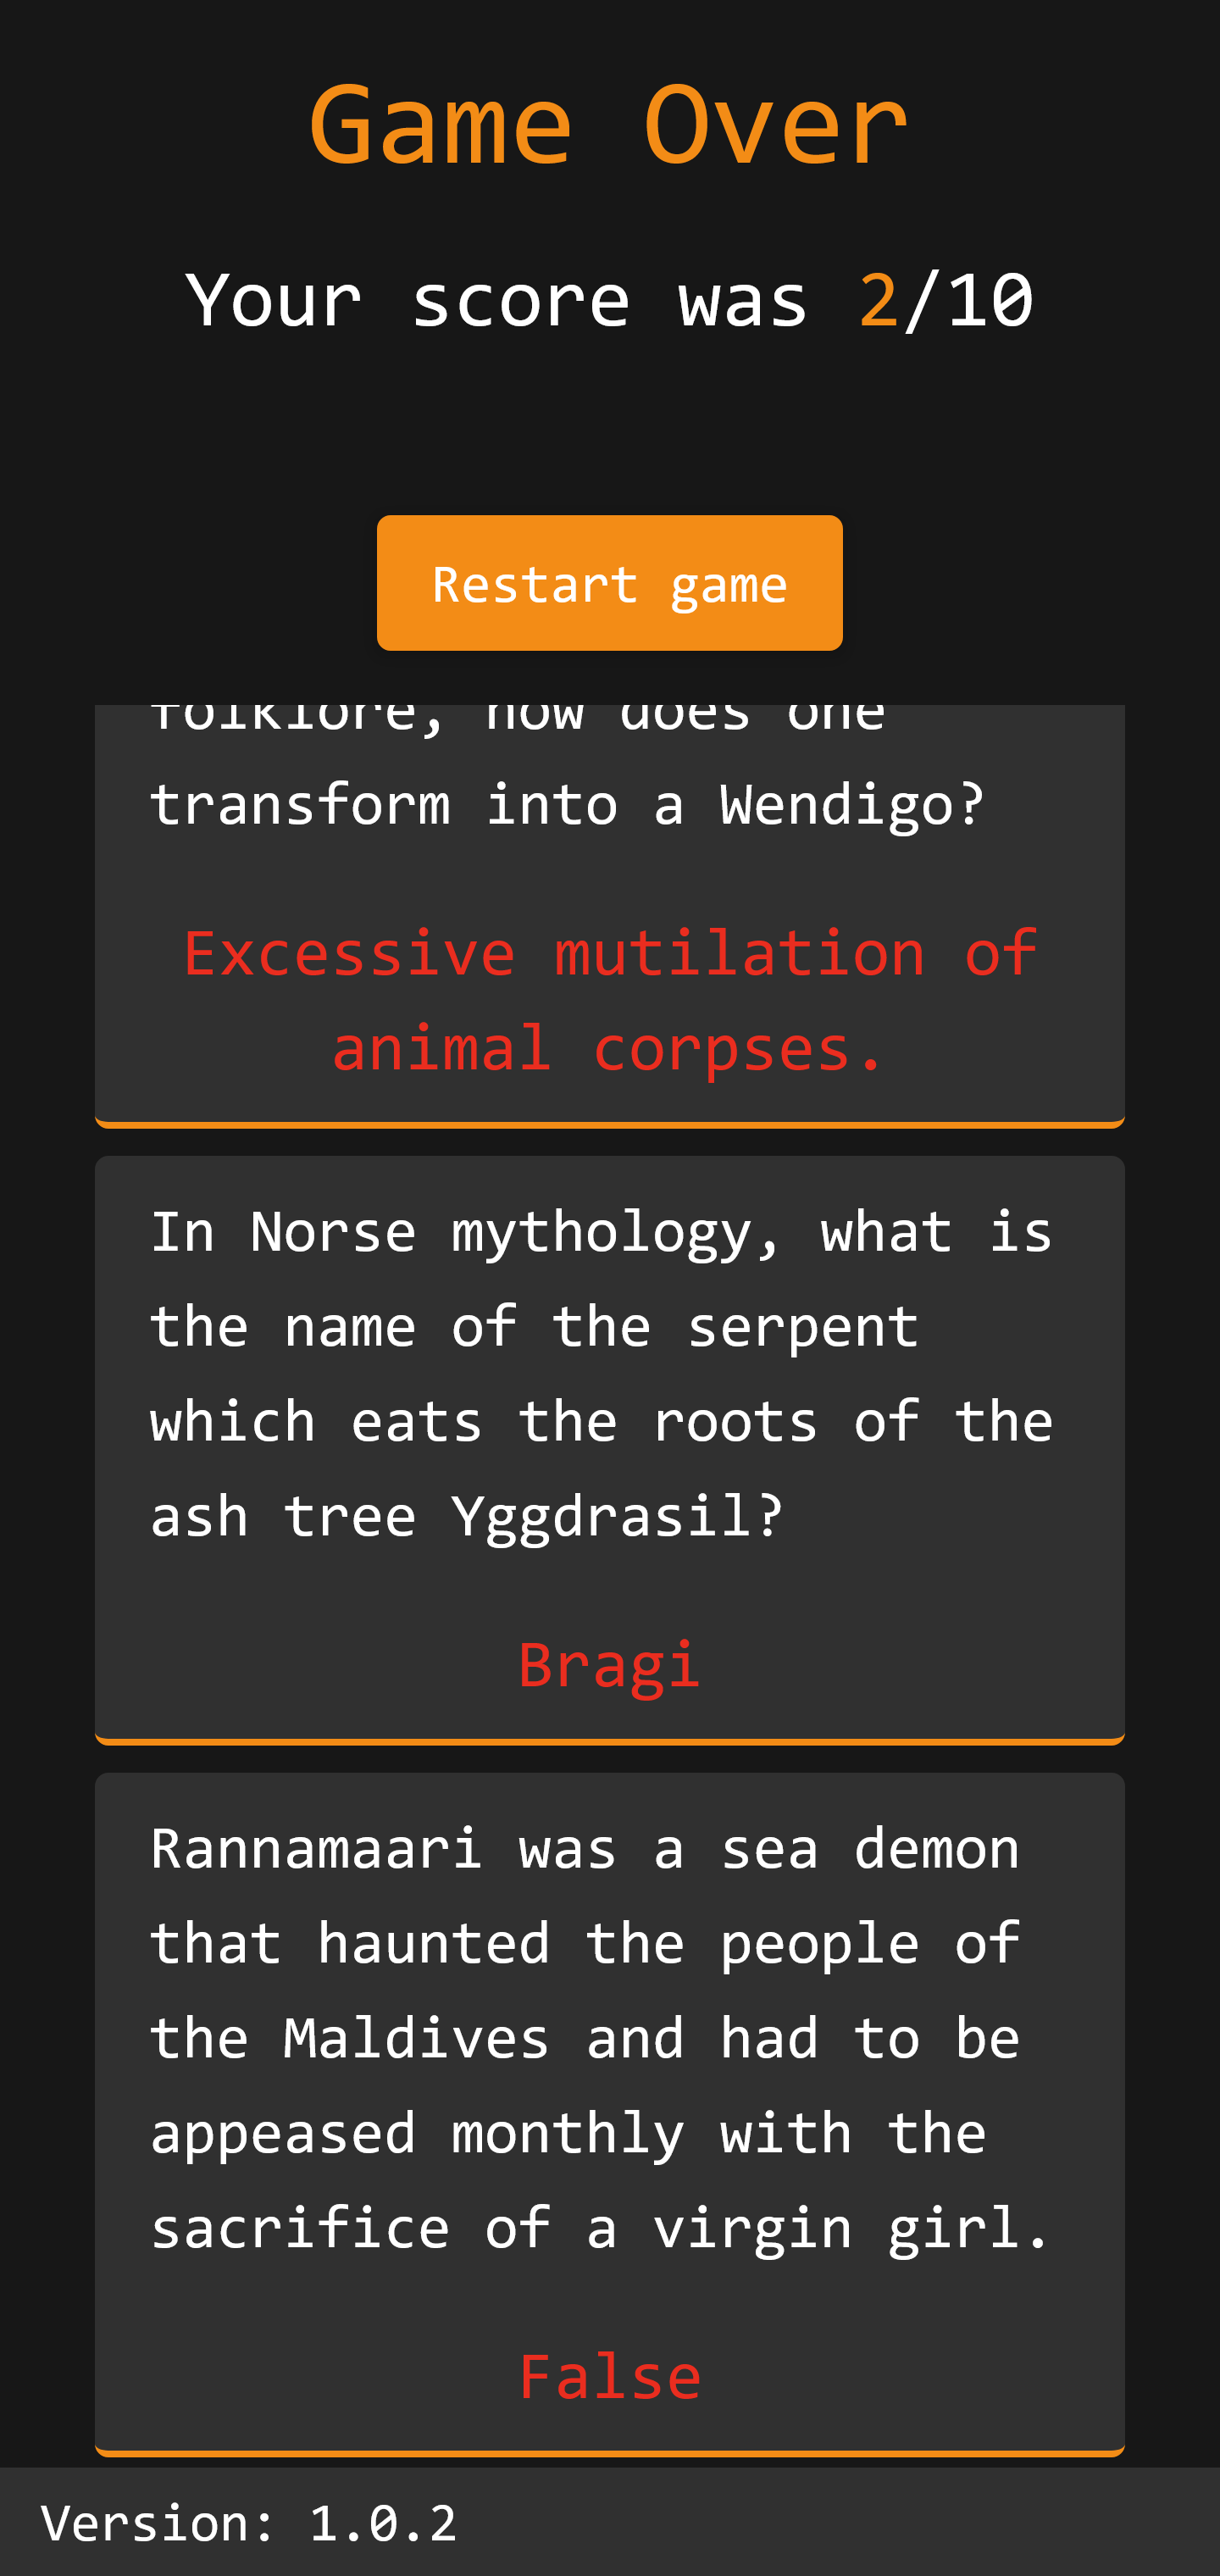 Game Over
Your score was 2/10
Restart game
folklore, how does one
transform into a Wendigo?
Excessive mutilation of
animal corpses.
In Norse mythology, what is
the name of the serpent
which eats the roots of the
ash tree Yggdrasil?
Bragi
Rannamaari was a sea demon
that haunted the people of
the Maldives and had to be
appeased monthly with the
sacrifice of a virgin girl.
False
Version: 1.0.2